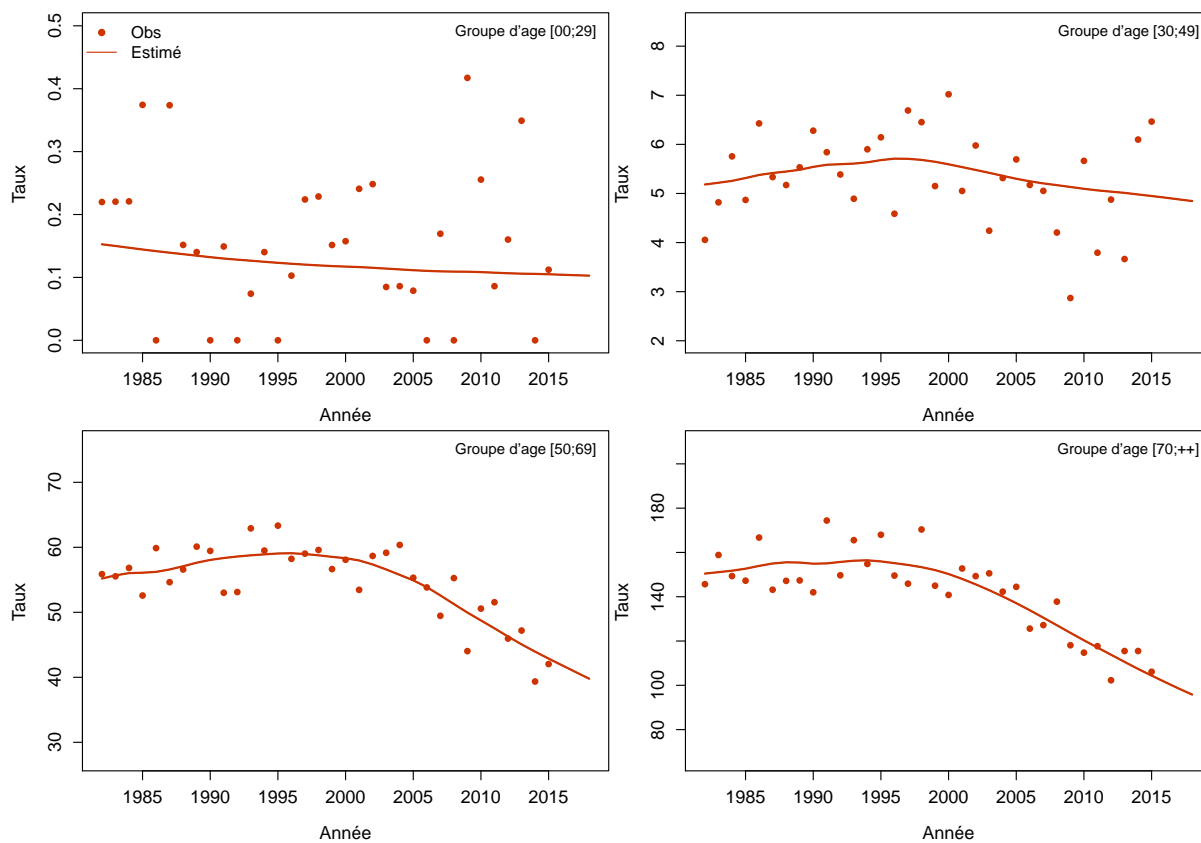 Groupe d'age [00;29]
Obs
Estimé
Taux
0.5
0.4
0.3
0.2
0.1
0.0
1985 1990 1995 2000 2005 2010 2015
Année
Groupe d'age [30;49]
Taux
8
7
6
5
4
3
2
1985 1990 1995 2000 2005 2010 2015
Année
Groupe d'age [50;69]
Taux
70
60
50
40
30
1985 1990 1995 2000 2005 2010 2015
Année
Groupe d'age [70;++]
Taux
180
140
100
80
1985 1990 1995 2000 2005 2010 2015
Année